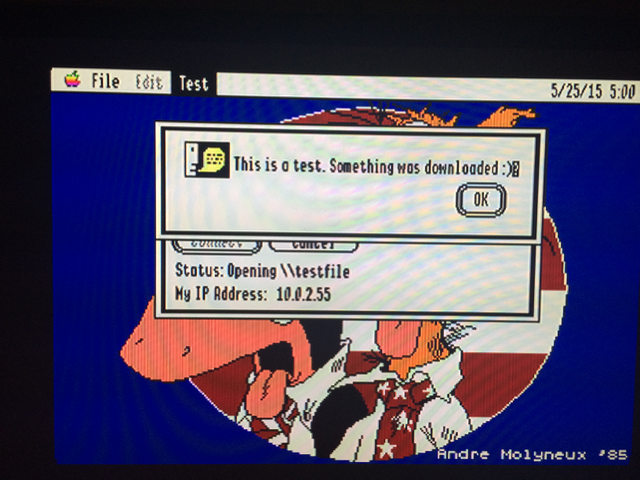 File Edit Test 5/25/15 5:00
This is a test. Something was downloaded :)
OK
Connect Cancel
Status: Opening \\testfile
My IP Address: 10.0.2.55
Andre Molyneux '85